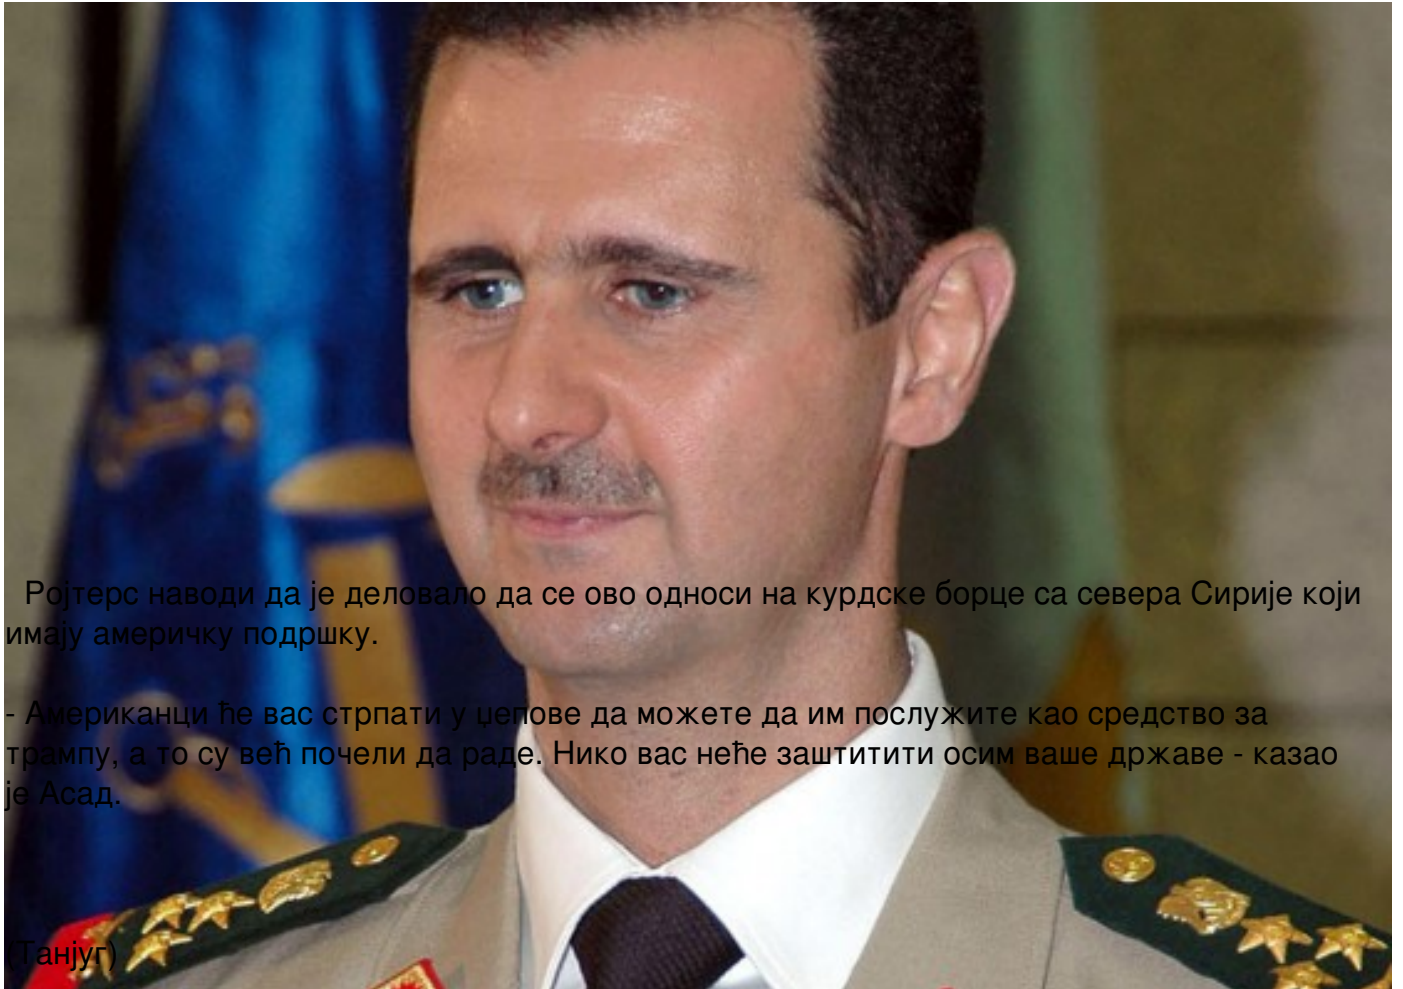 Ројтерс наводи да је деловало да се ово односи на курдске борце са севера Сирије који
имају америчку подршку.
- Американци ће вас стрпати у џепове да можете да им послужите као средство за
трампу, а то су већ почели да раде. Нико вас неће заштитити осим ваше државе - казао
је Асад.
(Танјуг)